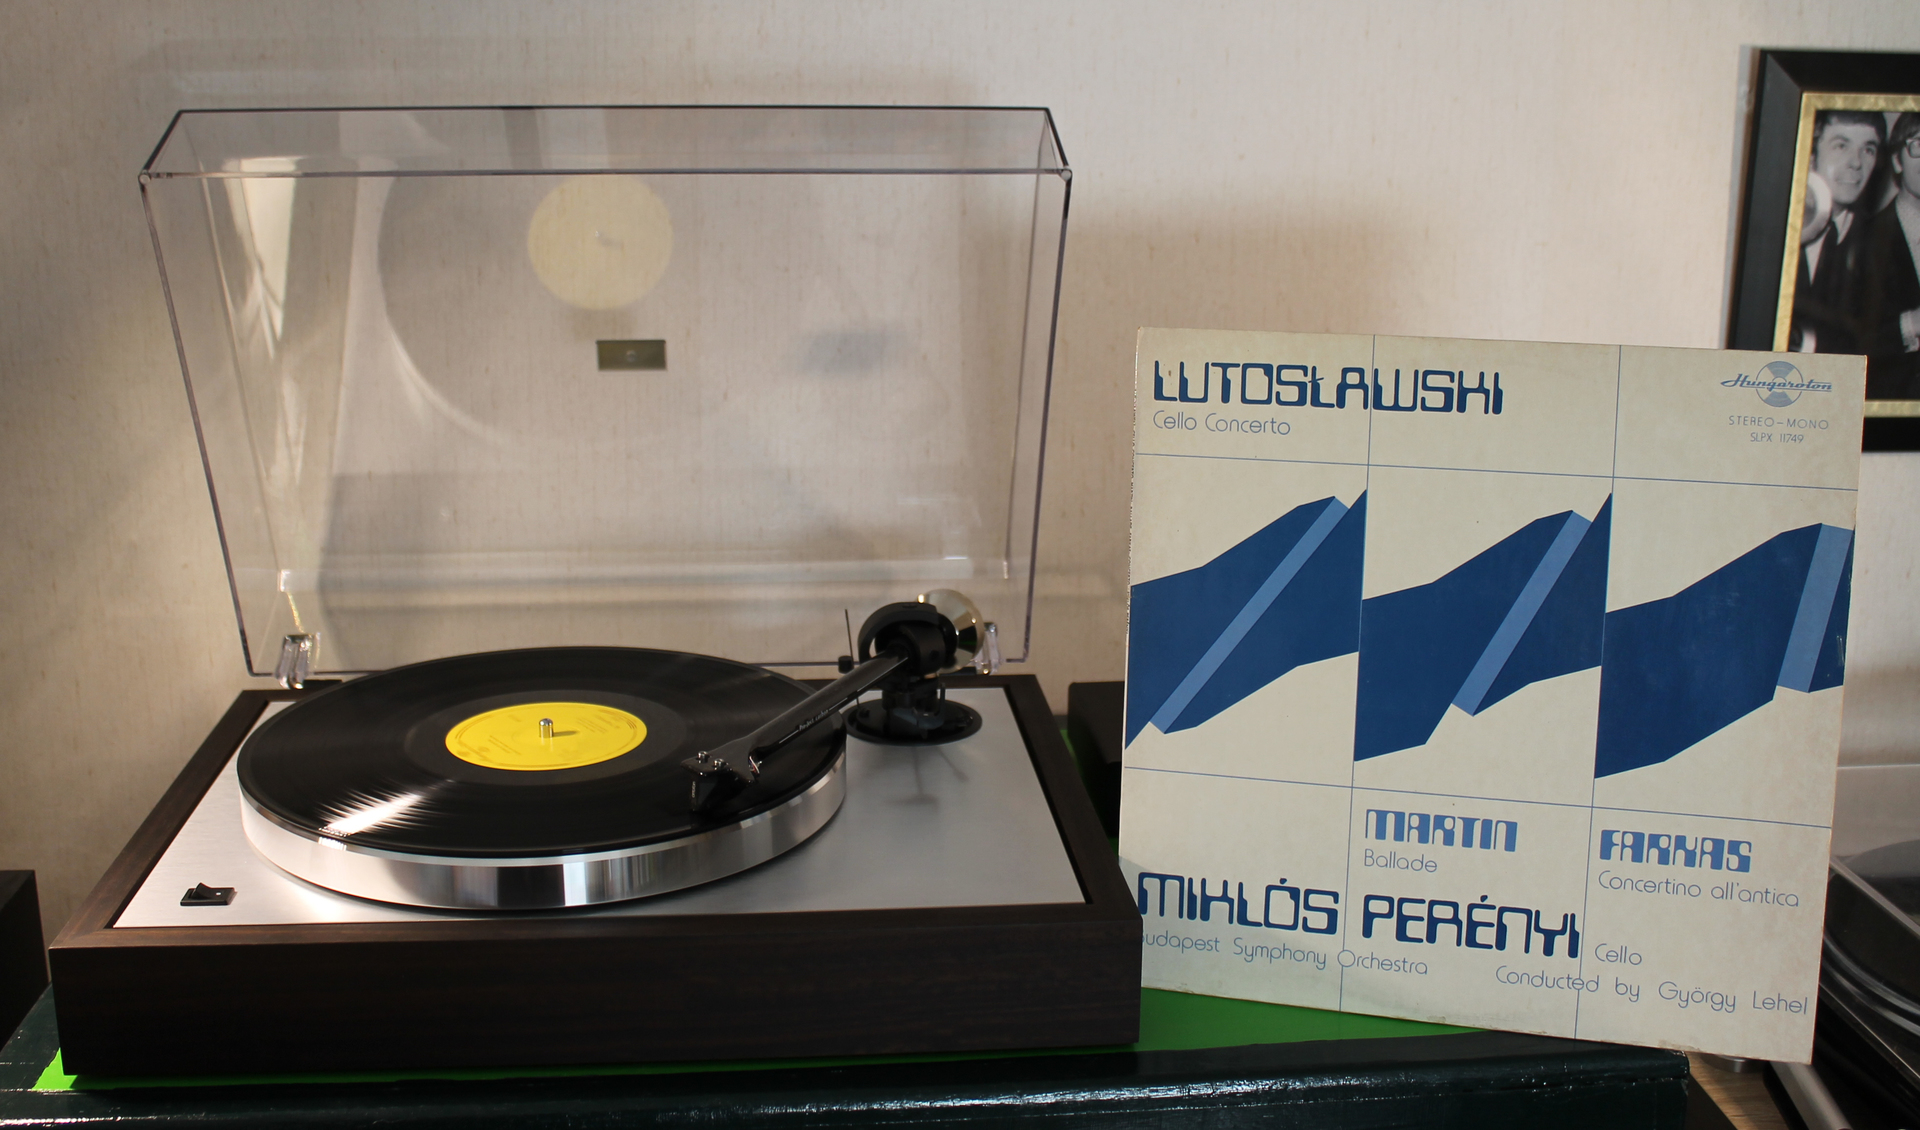 LUTOSŁAWSKI
Cello Concerto
Hungaroton
STEREO-MONO
SLPX 11749
MARTIN
Ballade
FARKAS
Concertino all'antica
MIKLÓS PERÉNYI Cello
Budapest Symphony Orchestra
Conducted by György Lehel